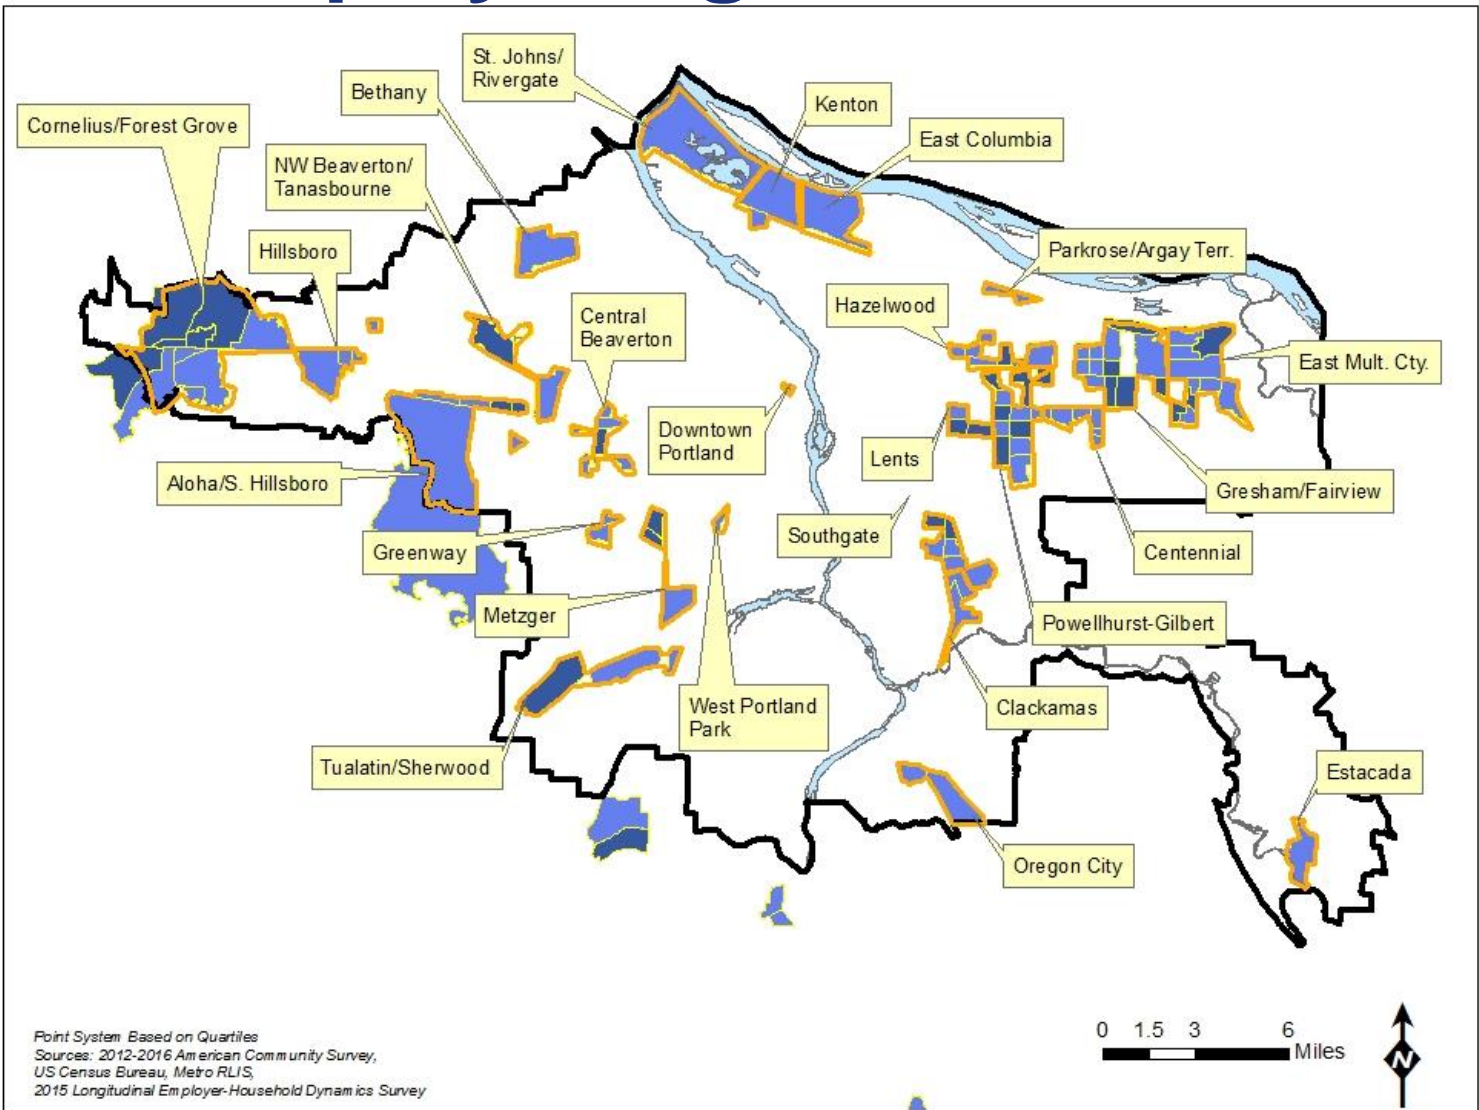 St. Johns/
Rivergate
Bethany
Kenton
Cornelius/Forest Grove
East Columbia
NW Beaverton/
Tanasbourne
Hillsboro
Parkrose/Argay Terr.
Hazelwood
Central
Beaverton
East Mult. Cty.
Downtown
Portland
Lents
Aloha/S. Hillsboro
Gresham/Fairview
Southgate
Greenway
Centennial
Metzger
Powellhurst-Gilbert
West Portland
Park
Clackamas
Tualatin/Sherwood
Estacada
Oregon City
Point System Based on Quartiles
Sources: 2012-2016 American Community Survey,
US Census Bureau, Metro RLIS,
2015 Longitudinal Employer-Household Dynamics Survey
0 1.5 3 6
Miles
N